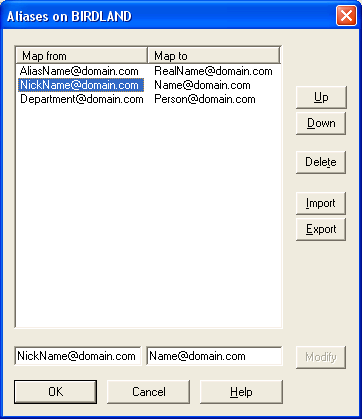 Aliases on BIRDLAND
Map from Map to
AliasName@domain.com RealName@domain.com
NickName@domain.com Name@domain.com
Department@domain.com Person@domain.com
Up
Down
Delete
Import
Export
NickName@domain.com Name@domain.com Modify
OK Cancel Help